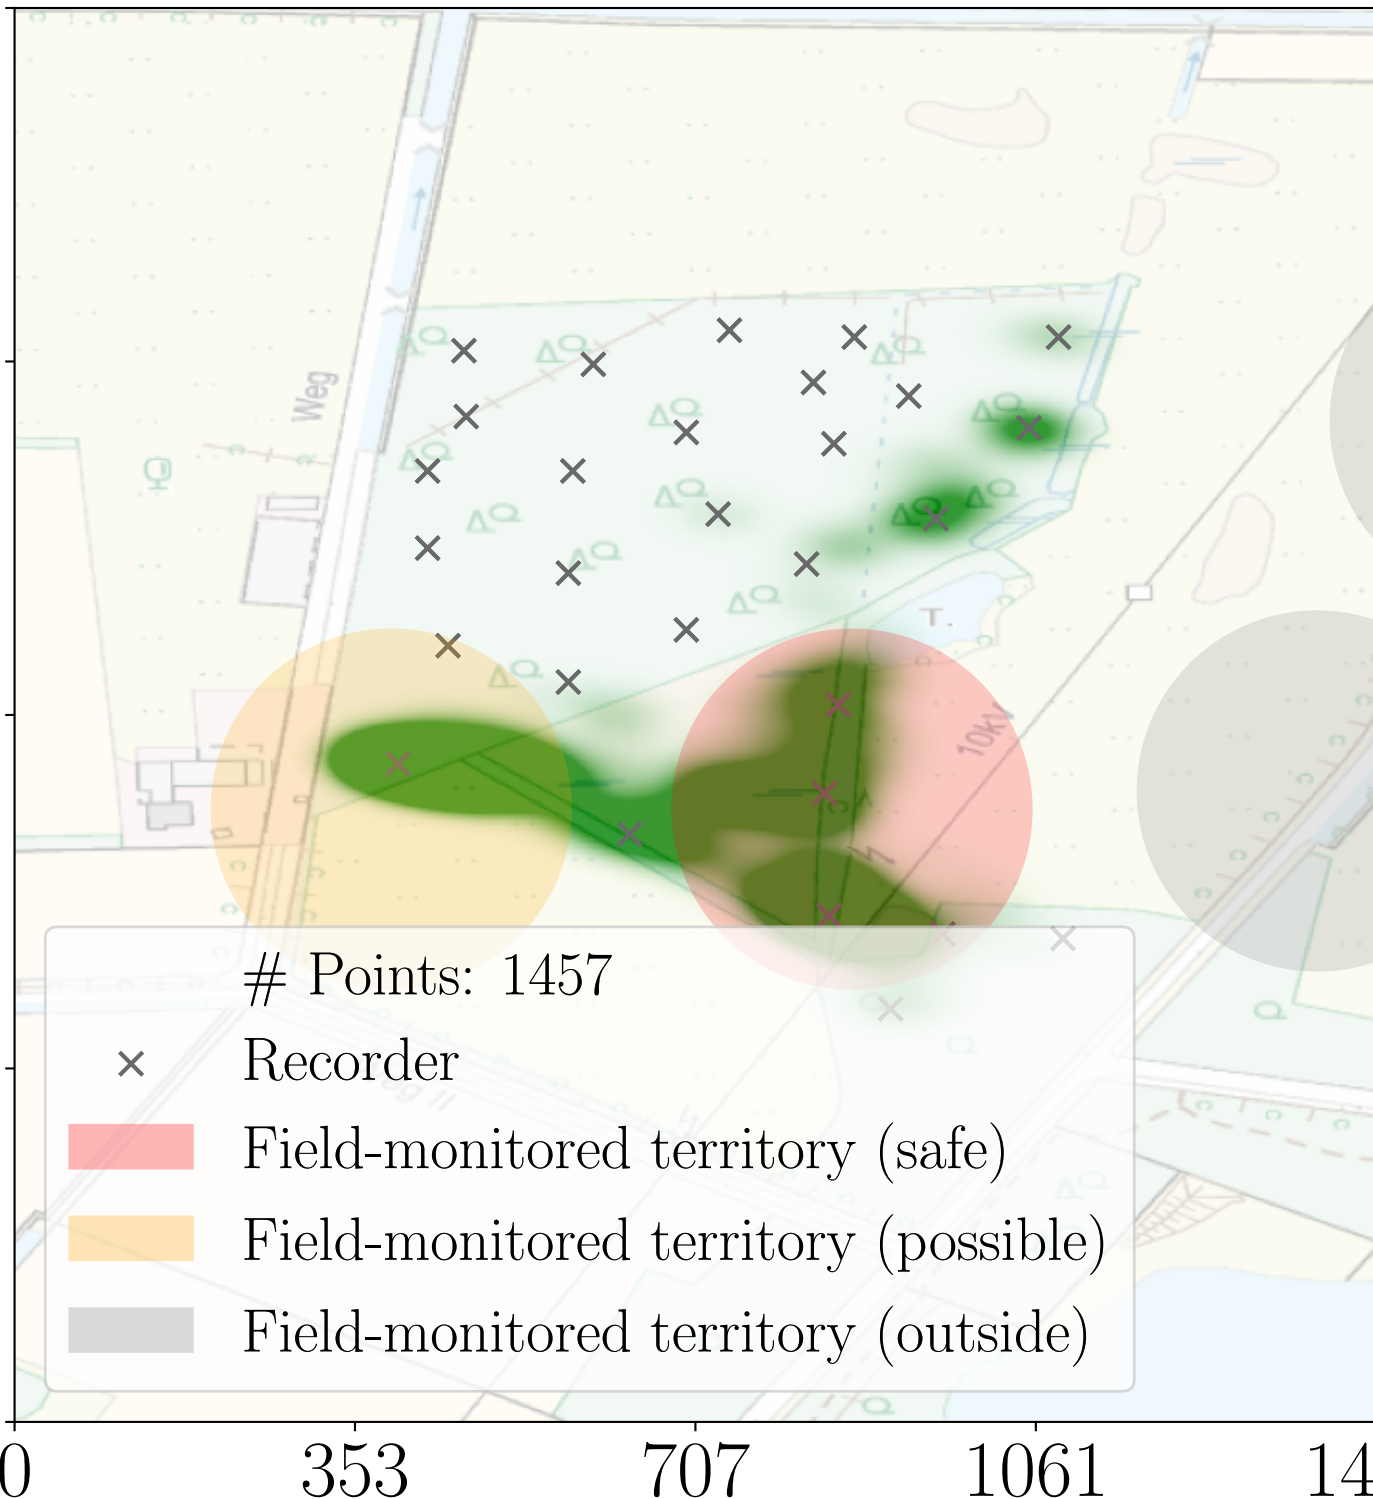 Weg
T.
10kV
# Points: 1457
Recorder
Field-monitored territory (safe)
Field-monitored territory (possible)
Field-monitored territory (outside)
0 353 707 1061 14